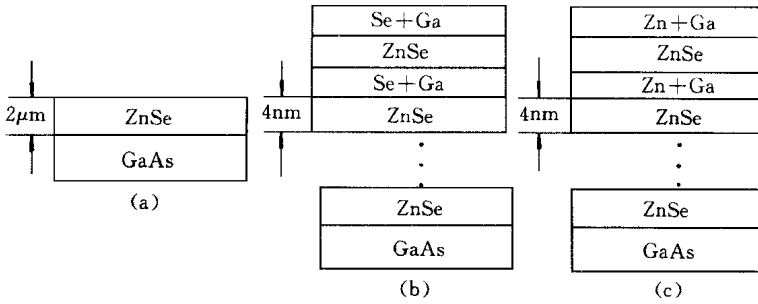 2μm
ZnSe
GaAs
(a)
Se+Ga
ZnSe
Se+Ga
4nm
ZnSe
ZnSe
GaAs
(b)
Zn+Ga
ZnSe
Zn+Ga
4nm
ZnSe
ZnSe
GaAs
(c)